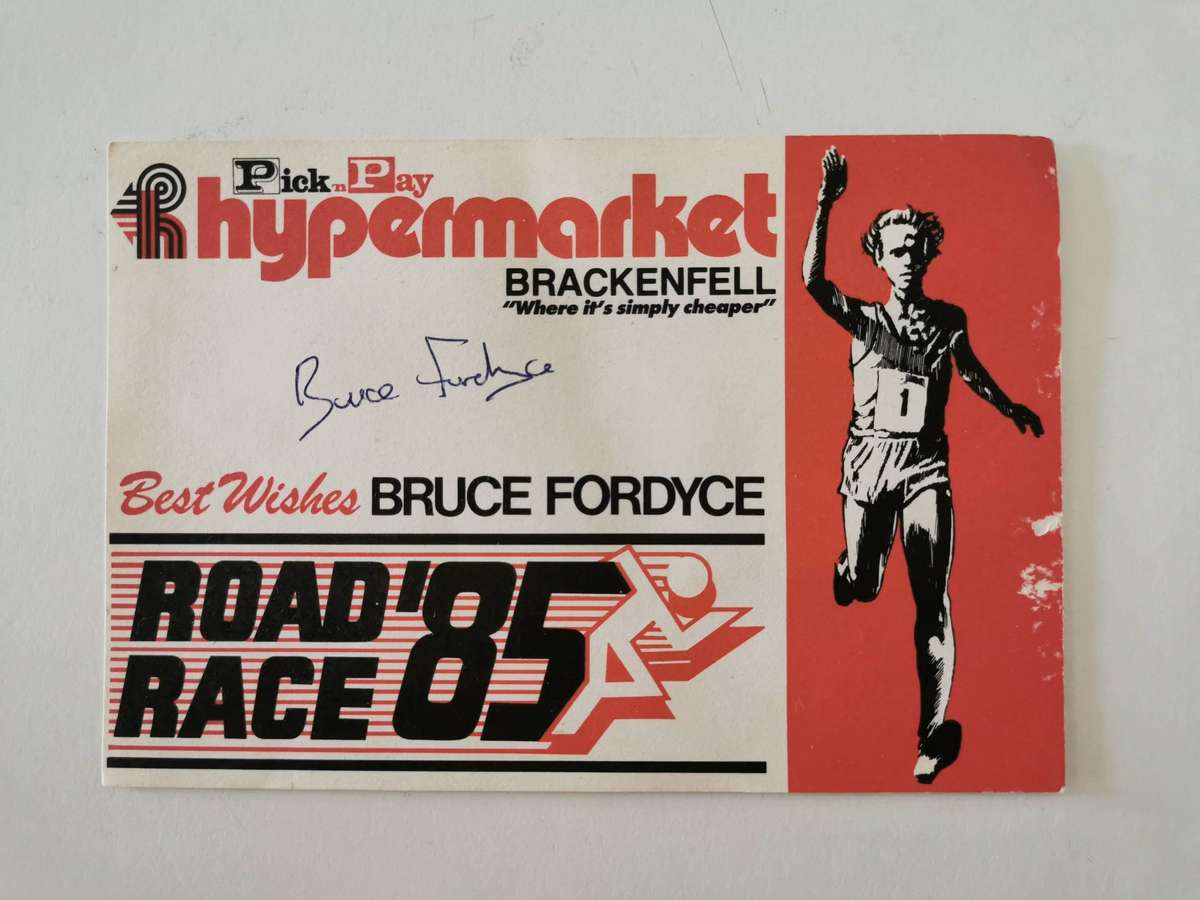 Pick 'n Pay
hypermarket
BRACKENFELL
"Where it's simply cheaper"
Bruce Fordyce
Best Wishes BRUCE FORDYCE
ROAD RACE '85
1